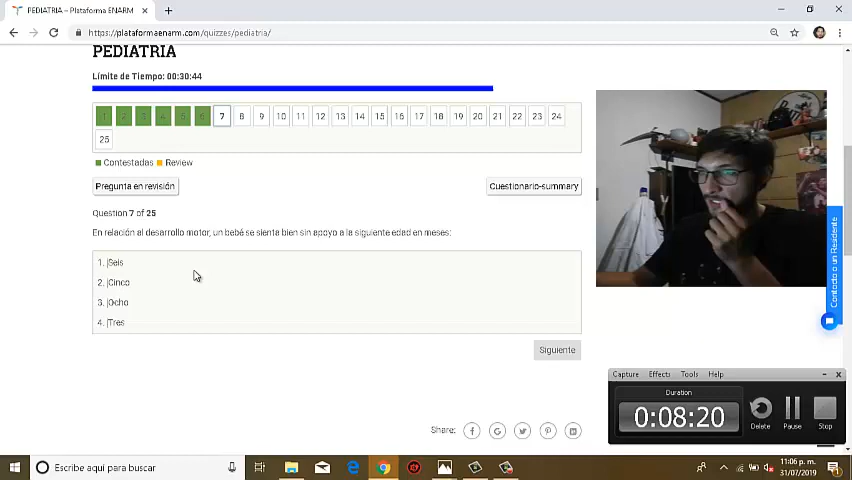 PEDIATRIA – Plataforma ENARM
https://plataformaenarm.com/quizzes/pediatria/
PEDIATRIA
Límite de Tiempo: 00:30:44
1 2 3 4 5 6 7 8 9 10 11 12 13 14 15 16 17 18 19 20 21 22 23 24
25
Contestadas Review
Pregunta en revisión
Cuestionario-summary
Question 7 of 25
En relación al desarrollo motor, un bebé se sienta bien sin apoyo a la siguiente edad en meses:
1. |Seis
2. |Cinco
3. |Ocho
4. |Tres
Siguiente
Share:
Contacto a un Residente
Capture Effects Tools Help
Duration
0:08:20
Delete Pause Stop
Escribe aquí para buscar
11:06 p. m.
31/07/2019